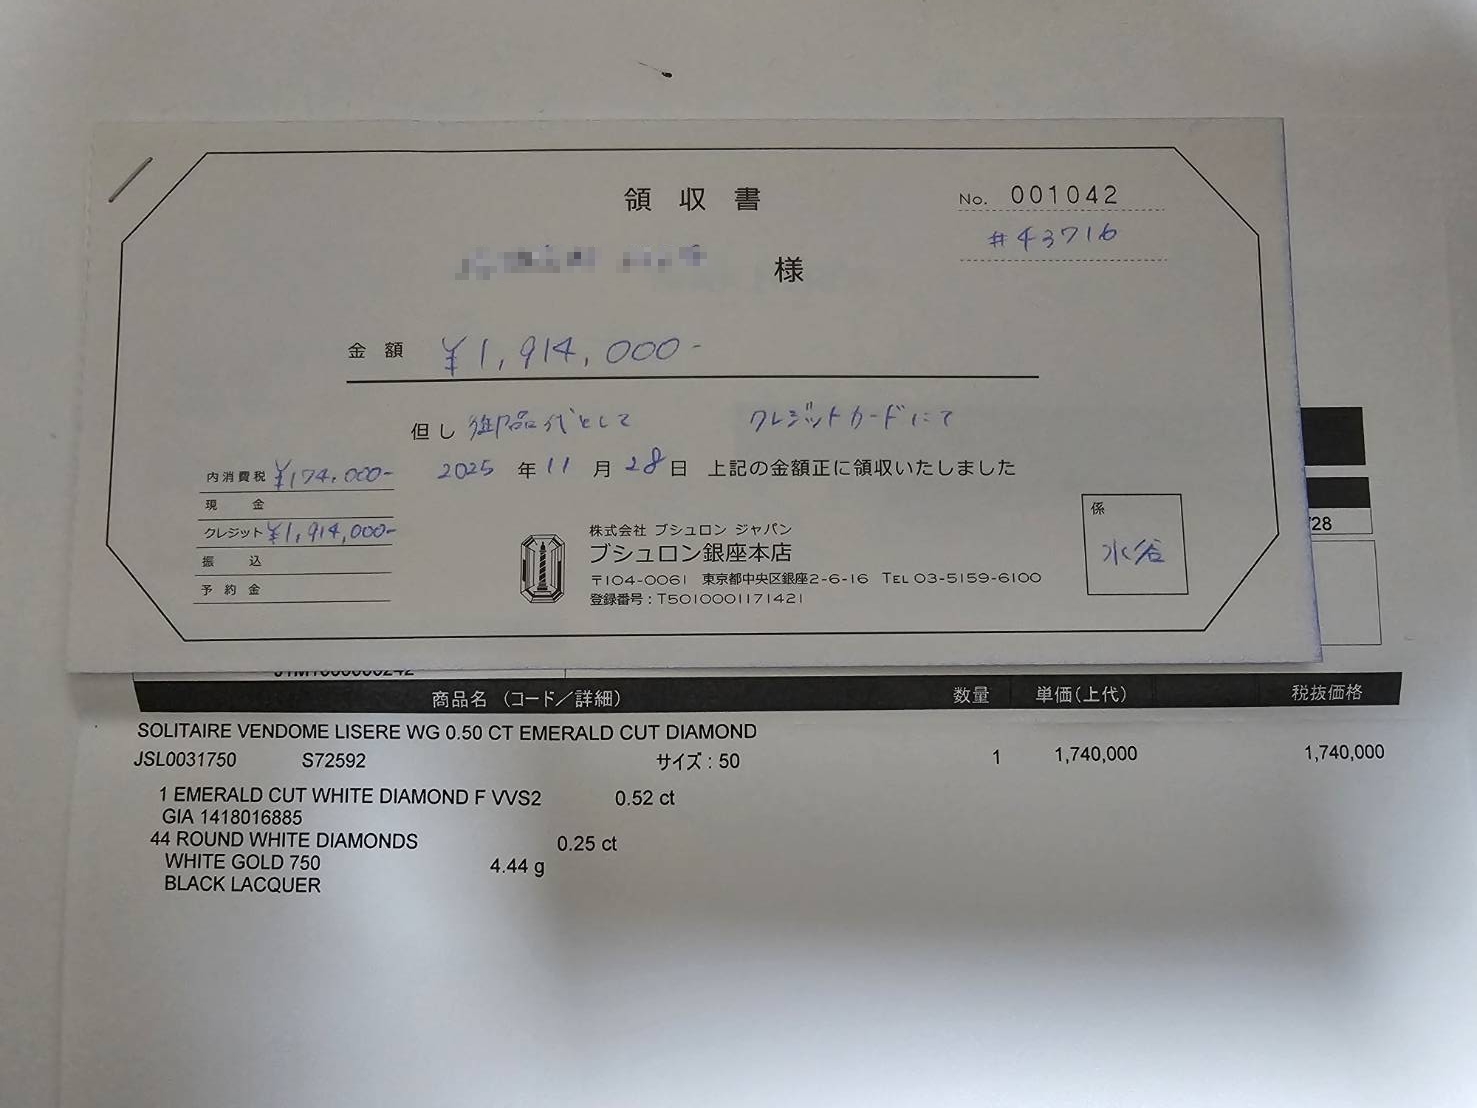 領収書
No. 001042
#43716
様
金額 ¥1,914,000-
但し 御品代として クレジットカードにて
2025年11月28日 上記の金額正に領収いたしました
内消費税 ¥174,000-
現金
クレジット ¥1,914,000-
振込
予約金
株式会社 ブシュロン ジャパン
ブシュロン銀座本店
〒104-0061 東京都中央区銀座2-6-16 TEL 03-5159-6100
登録番号：T5010001171421
係
水谷
28
商品名（コード／詳細） 数量 単価(上代) 税抜価格
SOLITAIRE VENDOME LISERE WG 0.50 CT EMERALD CUT DIAMOND
JSL0031750 S72592 サイズ：50 1 1,740,000 1,740,000
1 EMERALD CUT WHITE DIAMOND F VVS2 0.52 ct
GIA 1418016885
44 ROUND WHITE DIAMONDS 0.25 ct
WHITE GOLD 750 4.44 g
BLACK LACQUER